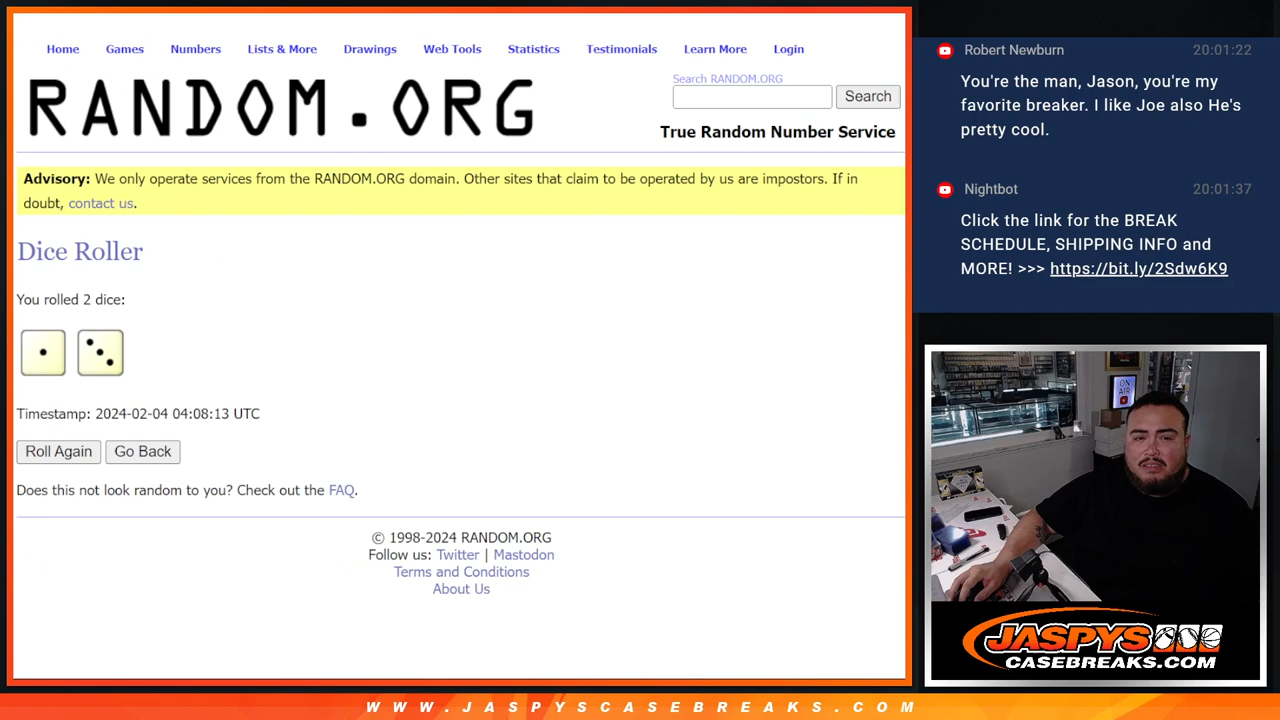 Home Games Numbers Lists & More Drawings Web Tools Statistics Testimonials Learn More Login
RANDOM.ORG
Search RANDOM.ORG
Search
True Random Number Service
Advisory: We only operate services from the RANDOM.ORG domain. Other sites that claim to be operated by us are impostors. If in
doubt, contact us.
Dice Roller
You rolled 2 dice:
Timestamp: 2024-02-04 04:08:13 UTC
Roll Again Go Back
Does this not look random to you? Check out the FAQ.
© 1998-2024 RANDOM.ORG
Follow us: Twitter | Mastodon
Terms and Conditions
About Us
Robert Newburn 20:01:22
You're the man, Jason, you're my
favorite breaker. I like Joe also He's
pretty cool.
Nightbot 20:01:37
Click the link for the BREAK
SCHEDULE, SHIPPING INFO and
MORE! >>> https://bit.ly/2Sdw6K9
ON
AIR
JASPYS
CASEBREAKS.COM
WWW.JASPYSCASEBREAKS.COM